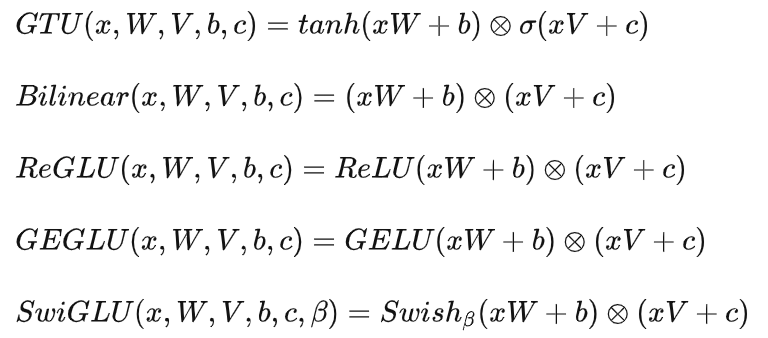 GTU(x, W, V, b, c) = tanh(xW + b) ⊗ σ(xV + c)
Bilinear(x, W, V, b, c) = (xW + b) ⊗ (xV + c)
ReGLU(x, W, V, b, c) = ReLU(xW + b) ⊗ (xV + c)
GEGLU(x, W, V, b, c) = GELU(xW + b) ⊗ (xV + c)
SwiGLU(x, W, V, b, c, β) = Swish_β(xW + b) ⊗ (xV + c)